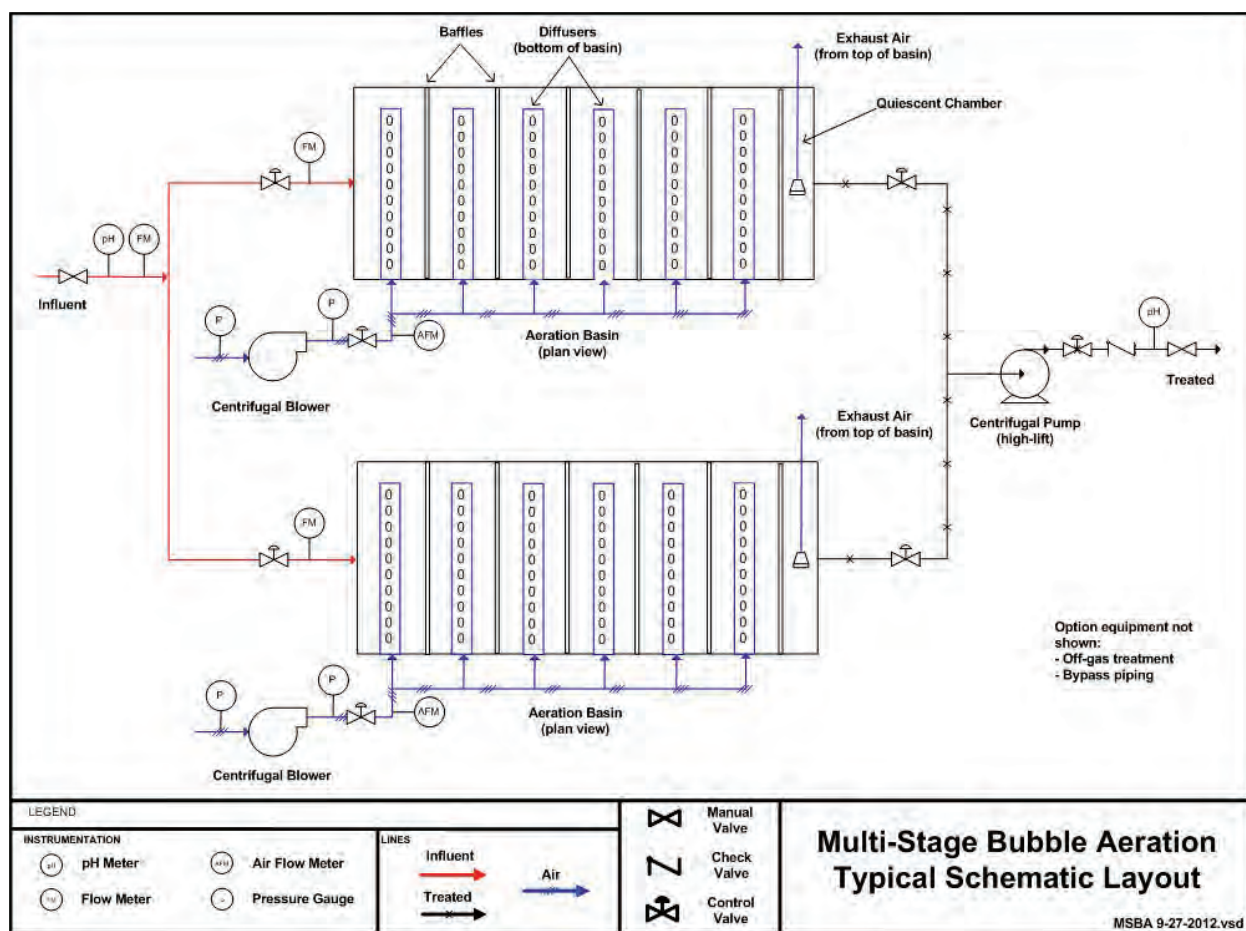 Baffles
Diffusers
(bottom of basin)
Exhaust Air
(from top of basin)
Quiescent Chamber
FM
pH
FM
Influent
P
P
AFM
Aeration Basin
(plan view)
Centrifugal Blower
pH
Treated
Centrifugal Pump
(high-lift)
Exhaust Air
(from top of basin)
FM
P
P
AFM
Aeration Basin
(plan view)
Centrifugal Blower
Option equipment not
shown:
- Off-gas treatment
- Bypass piping
LEGEND
INSTRUMENTATION
pH
pH Meter
AFM
Air Flow Meter
FM
Flow Meter
Pressure Gauge
LINES
Influent
Air
Treated
Manual
Valve
Check
Valve
Control
Valve
Multi-Stage Bubble Aeration
Typical Schematic Layout
MSBA 9-27-2012.vsd